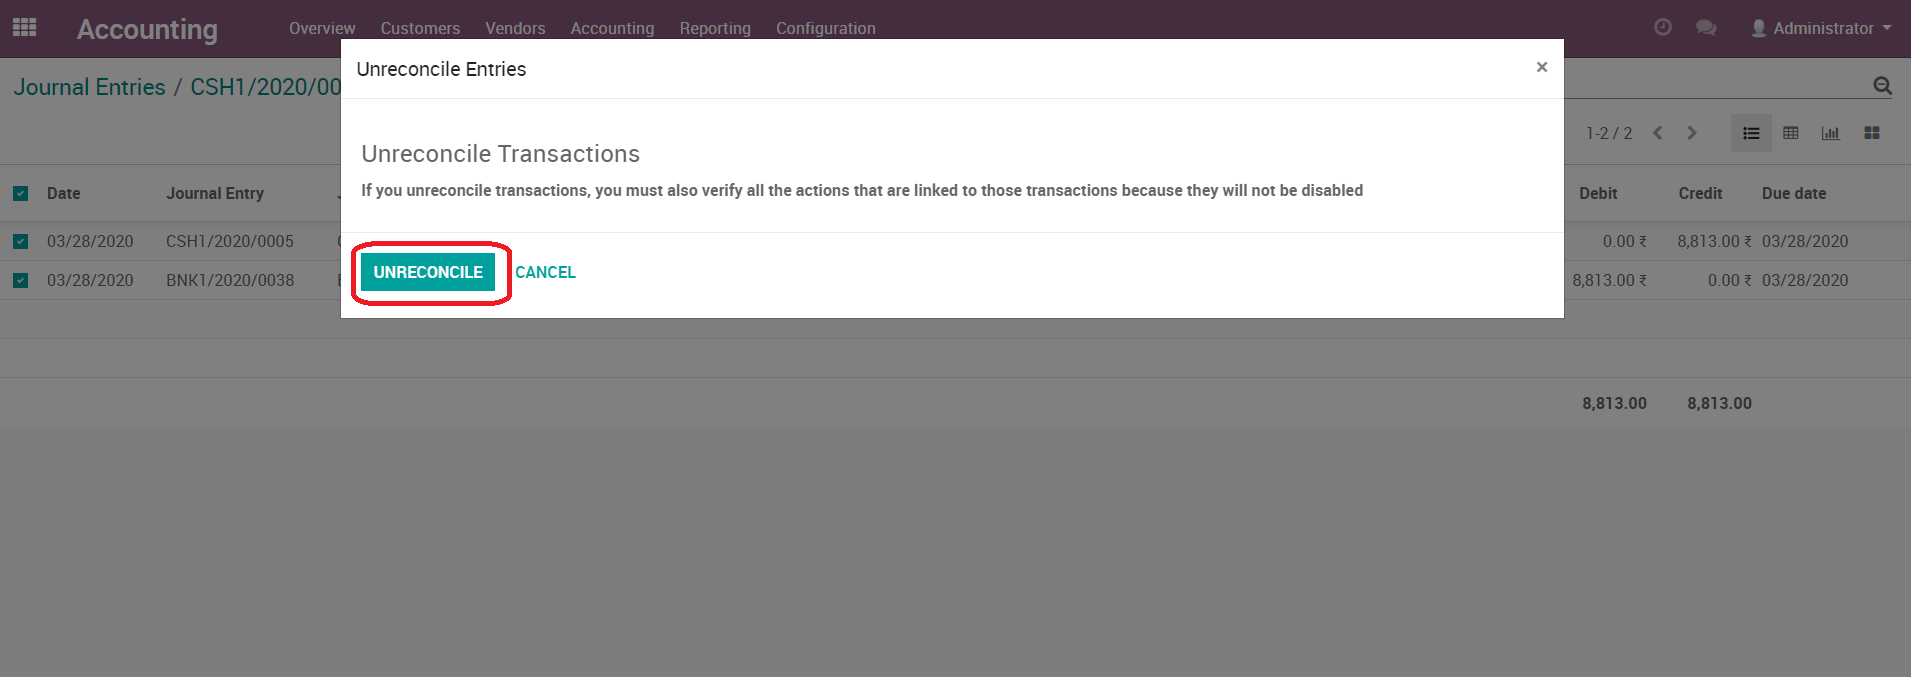 Accounting Overview Customers Vendors Accounting Reporting Configuration Administrator
Unreconcile Entries ×
Journal Entries / CSH1/2020/00
1-2 / 2
Unreconcile Transactions
If you unreconcile transactions, you must also verify all the actions that are linked to those transactions because they will not be disabled
Date Journal Entry Debit Credit Due date
03/28/2020 CSH1/2020/0005 0.00 ₹ 8,813.00 ₹ 03/28/2020
03/28/2020 BNK1/2020/0038 8,813.00 ₹ 0.00 ₹ 03/28/2020
UNRECONCILE CANCEL
8,813.00 8,813.00